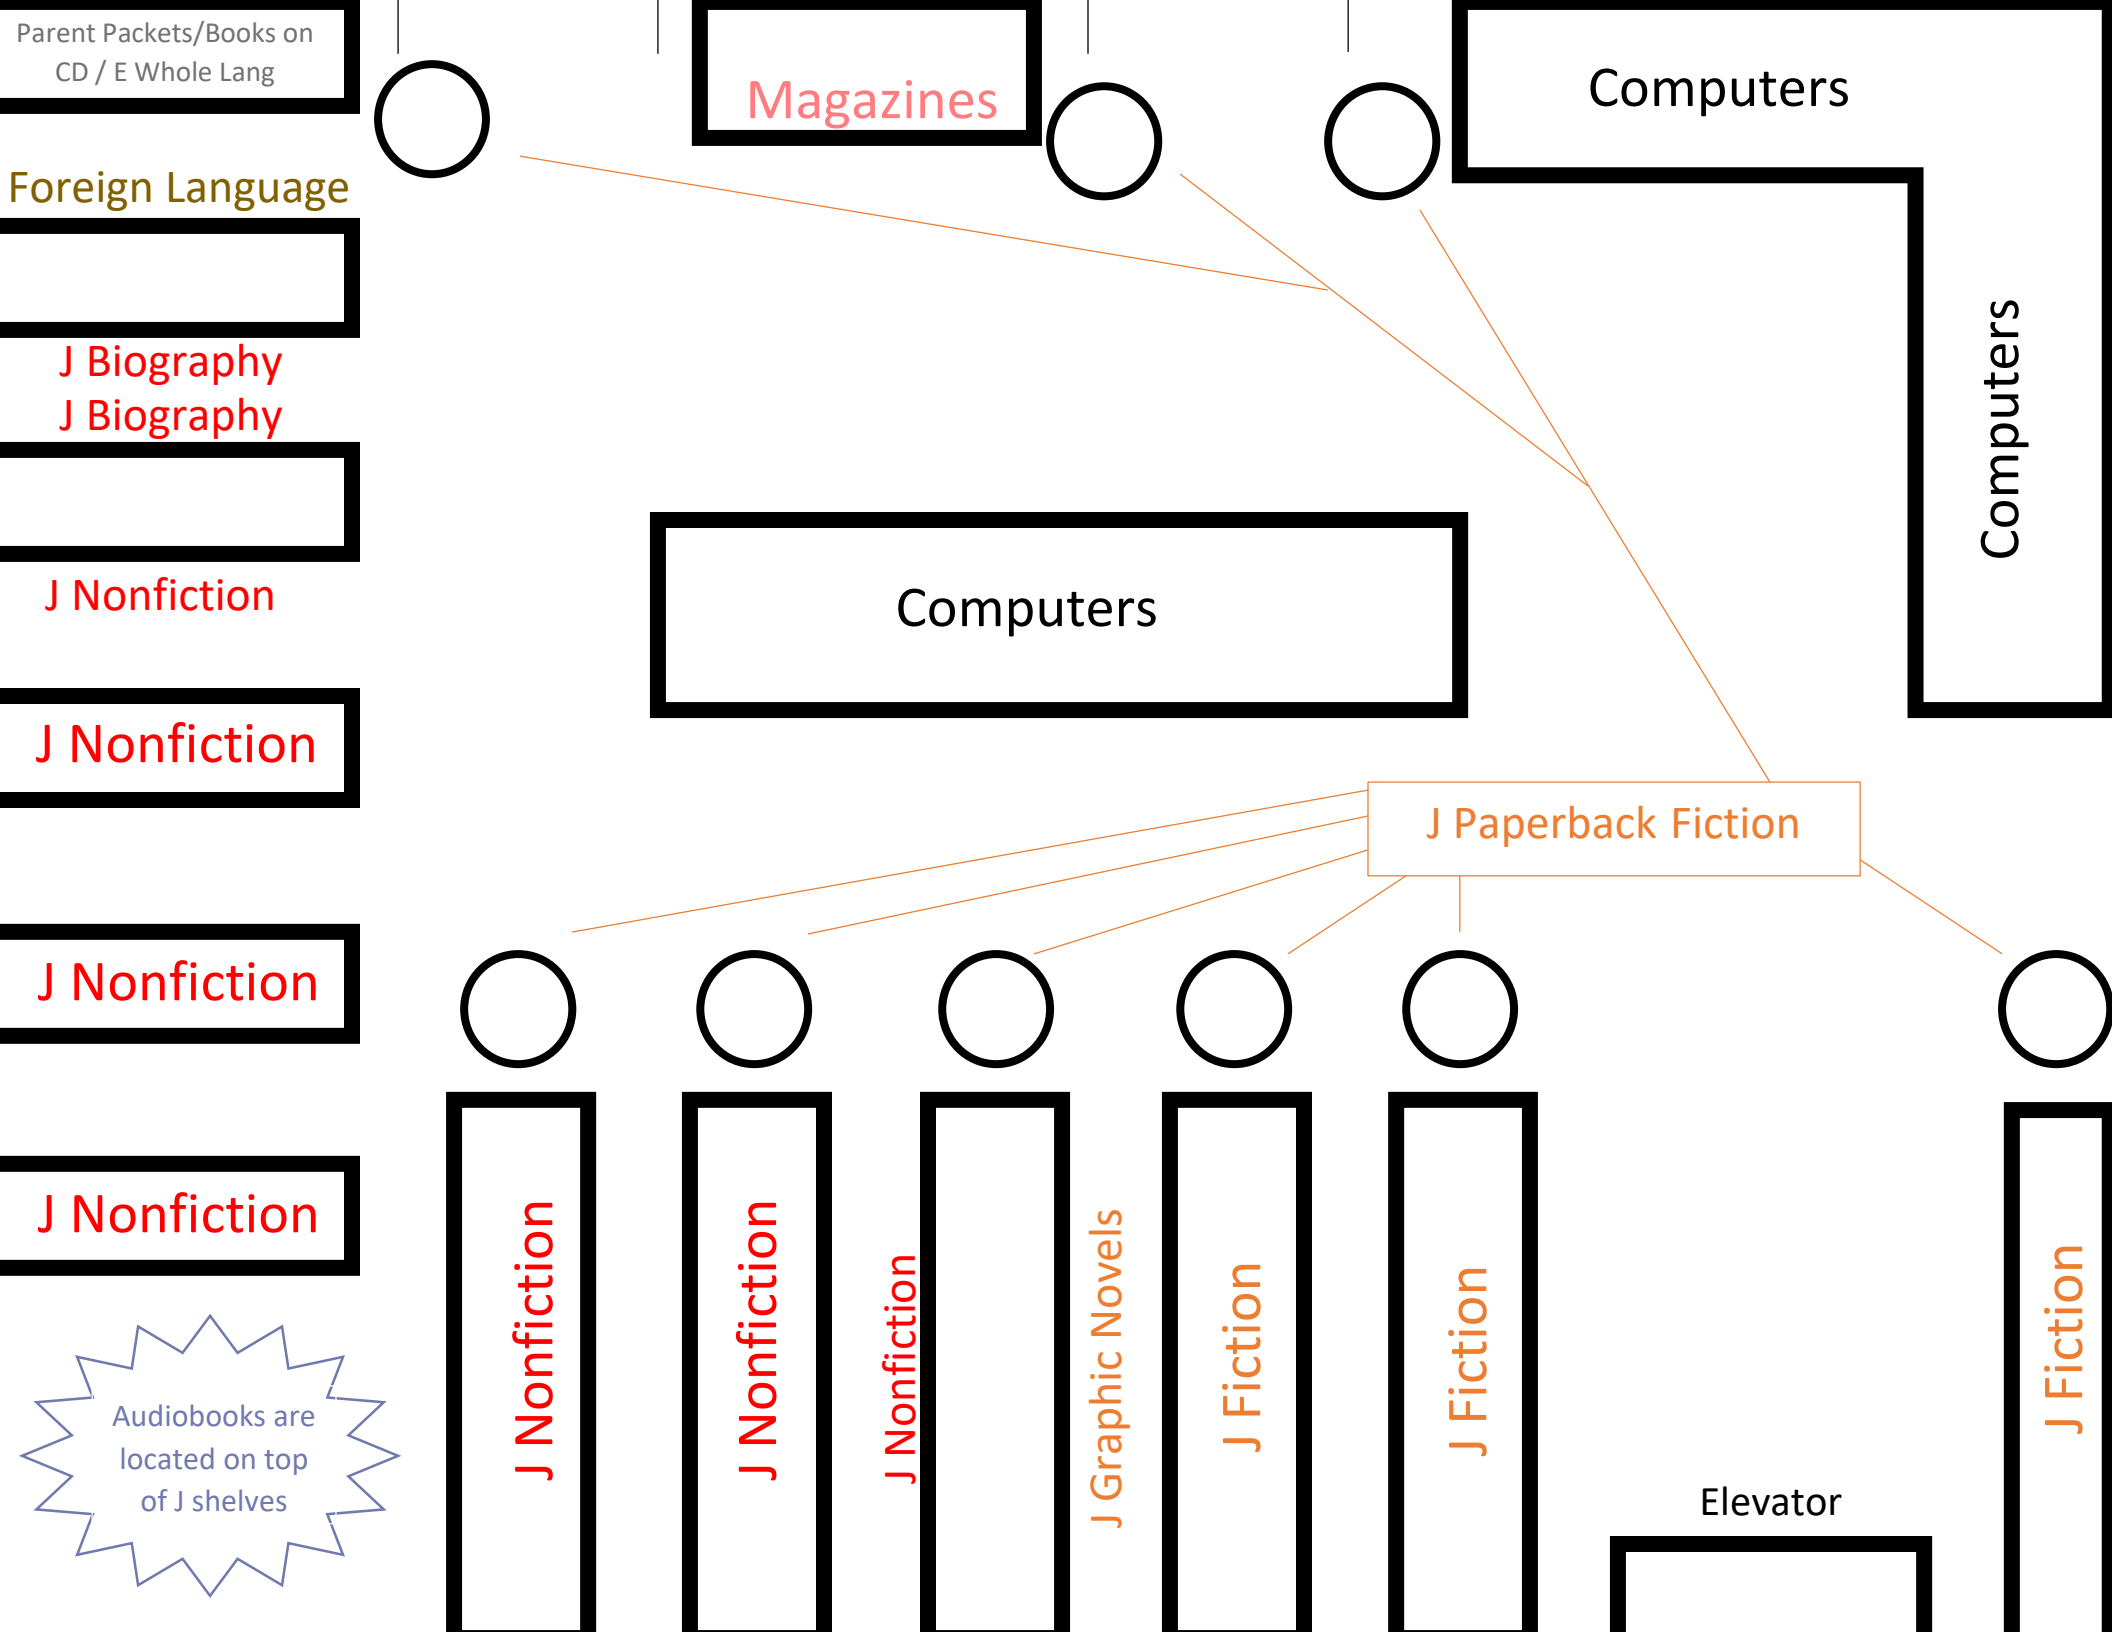 Parent Packets/Books on
CD / E Whole Lang
Magazines
Computers
Foreign Language
J Biography
J Biography
Computers
J Nonfiction
Computers
J Nonfiction
J Paperback Fiction
J Nonfiction
J Nonfiction
J Nonfiction
J Nonfiction
J Nonfiction
J Graphic Novels
J Fiction
J Fiction
J Fiction
Audiobooks are
located on top
of J shelves
Elevator